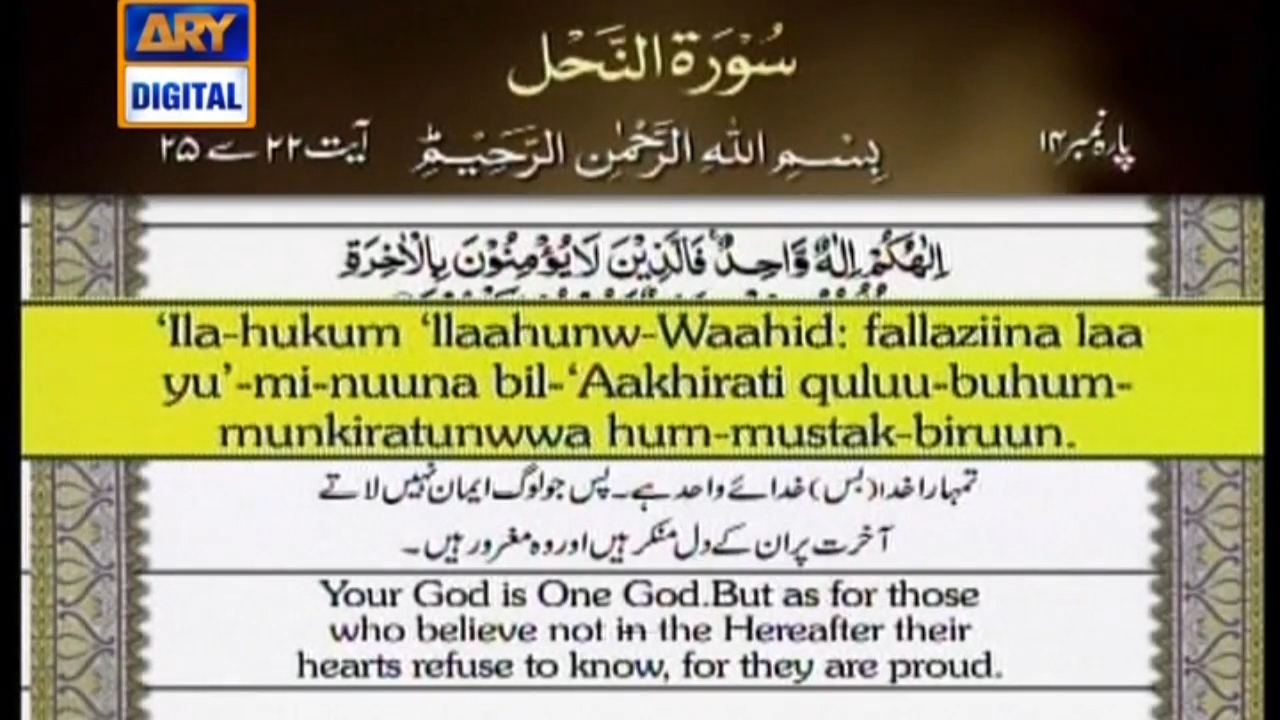 ARY
DIGITAL
سُوْرَةُ النَّحْل
پارہ نمبر ۱۴
بِسْمِ اللّٰهِ الرَّحْمٰنِ الرَّحِيْمِ
آیت ۲۲ سے ۲۵
اِلٰهُكُمْ اِلٰهٌ وَّاحِدٌ ۚ فَالَّذِيْنَ لَا يُؤْمِنُوْنَ بِالْاٰخِرَةِ
‘Ila-hukum ‘Ilaahunw-Waahid: fallaziina laa
yu’-mi-nuuna bil-‘Aakhirati quluu-buhum-
munkiratunwwa hum-mustak-biruun.
تمہارا خدا (بس) خدائے واحد ہے۔ پس جو لوگ ایمان نہیں لاتے
آخرت پر ان کے دل منکر ہیں اور وہ مغرور ہیں۔
Your God is One God.But as for those
who believe not in the Hereafter their
hearts refuse to know, for they are proud.